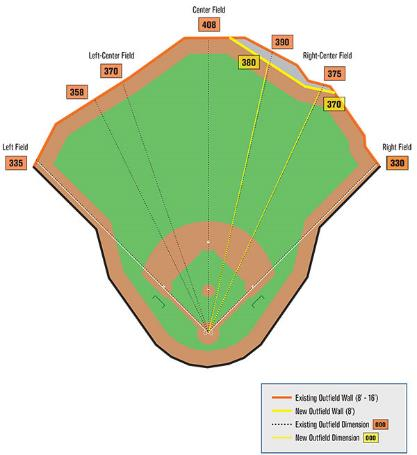 Center Field
408
390
380
Left-Center Field
370
358
Right-Center Field
375
370
Left Field
335
Right Field
330
Existing Outfield Wall (8' - 16')
New Outfield Wall (8')
Existing Outfield Dimension 000
New Outfield Dimension 000